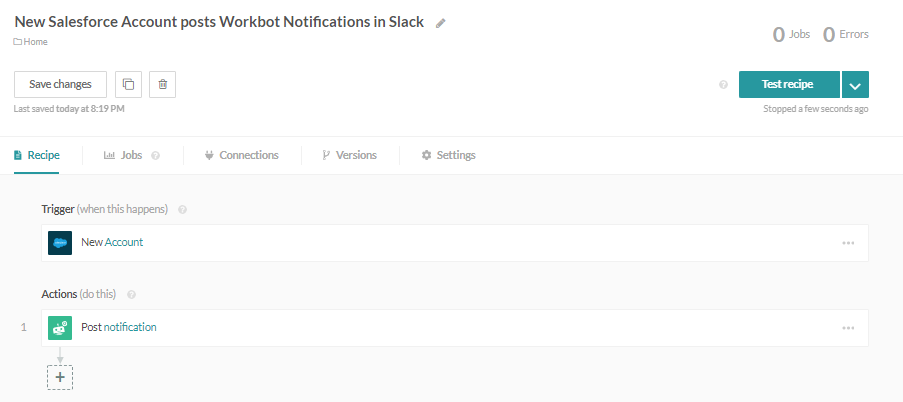 New Salesforce Account posts Workbot Notifications in Slack
Home
0 Jobs 0 Errors
Save changes
Test recipe
Last saved today at 8:19 PM
Stopped a few seconds ago
Recipe Jobs Connections Versions Settings
Trigger (when this happens)
New Account
Actions (do this)
1 Post notification